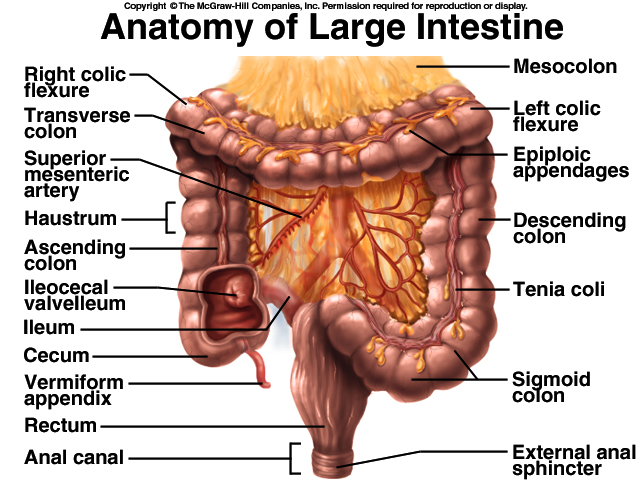 Copyright © The McGraw-Hill Companies, Inc. Permission required for reproduction or display.
Anatomy of Large Intestine
Right colic
flexure
Transverse
colon
Superior
mesenteric
artery
Haustrum
Ascending
colon
Ileocecal
valvelleum
Ileum
Cecum
Vermiform
appendix
Rectum
Anal canal
Mesocolon
Left colic
flexure
Epiploic
appendages
Descending
colon
Tenia coli
Sigmoid
colon
External anal
sphincter